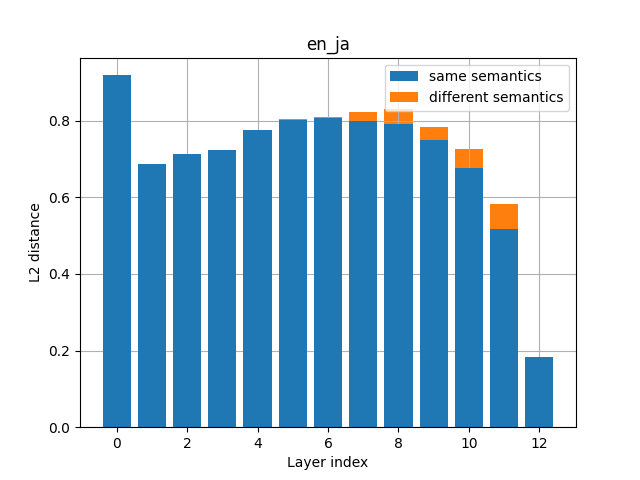 en_ja
same semantics
different semantics
L2 distance
0.8
0.6
0.4
0.2
0.0
0 2 4 6 8 10 12
Layer index